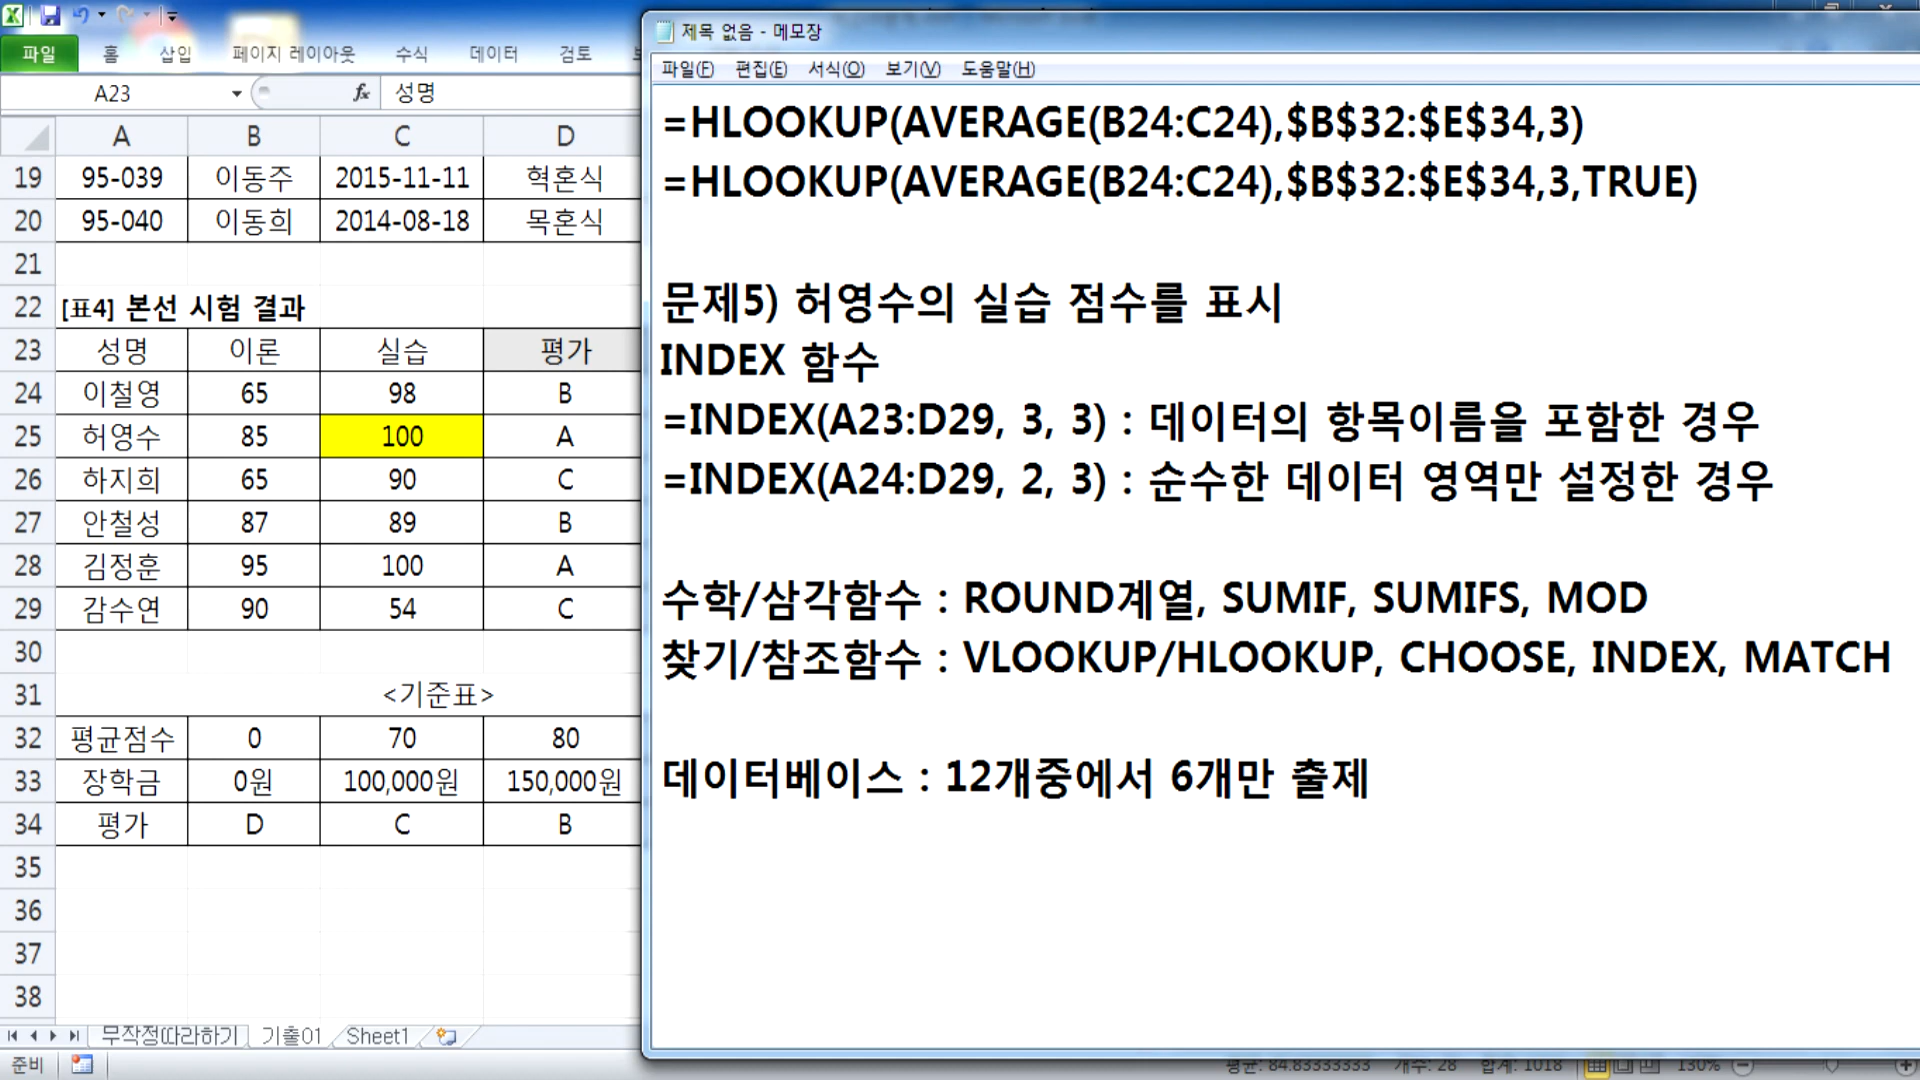 파일 홈 삽입 페이지 레이아웃 수식 데이터 검토
A23 fx 성명
A B C D
19 95-039 이동주 2015-11-11 혁혼식
20 95-040 이동희 2014-08-18 목혼식
21
22 [표4] 본선 시험 결과
23 성명 이론 실습 평가
24 이철영 65 98 B
25 허영수 85 100 A
26 하지희 65 90 C
27 안철성 87 89 B
28 김정훈 95 100 A
29 감수연 90 54 C
30
31 <기준표>
32 평균점수 0 70 80
33 장학금 0원 100,000원 150,000원
34 평가 D C B
35
36
37
38
무작정따라하기 기출01 Sheet1
준비
제목 없음 - 메모장
파일(F) 편집(E) 서식(O) 보기(V) 도움말(H)
=HLOOKUP(AVERAGE(B24:C24),$B$32:$E$34,3)
=HLOOKUP(AVERAGE(B24:C24),$B$32:$E$34,3,TRUE)
문제5) 허영수의 실습 점수를 표시
INDEX 함수
=INDEX(A23:D29, 3, 3) : 데이터의 항목이름을 포함한 경우
=INDEX(A24:D29, 2, 3) : 순수한 데이터 영역만 설정한 경우
수학/삼각함수 : ROUND계열, SUMIF, SUMIFS, MOD
찾기/참조함수 : VLOOKUP/HLOOKUP, CHOOSE, INDEX, MATCH
데이터베이스 : 12개중에서 6개만 출제
평균: 84.83333333 개수: 28 합계: 1018 130%